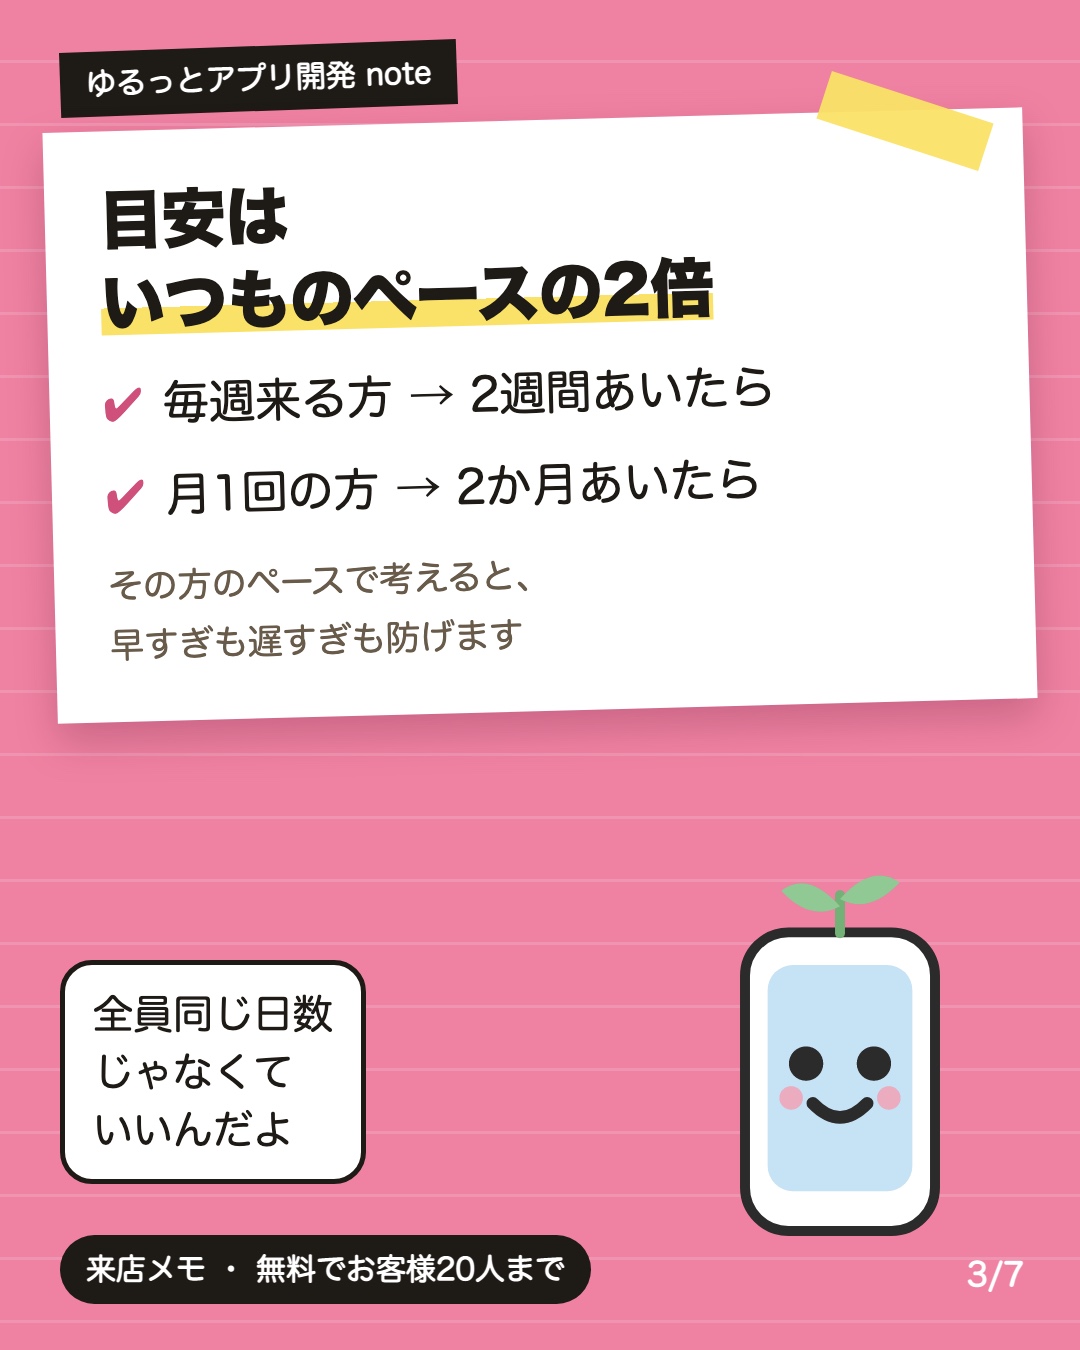 ゆるっとアプリ開発 note
目安は
いつものペースの2倍
✔ 毎週来る方 → 2週間あいたら
✔ 月1回の方 → 2か月あいたら
その方のペースで考えると、
早すぎも遅すぎも防げます
全員同じ日数
じゃなくて
いいんだよ
来店メモ ・ 無料でお客様20人まで
3/7